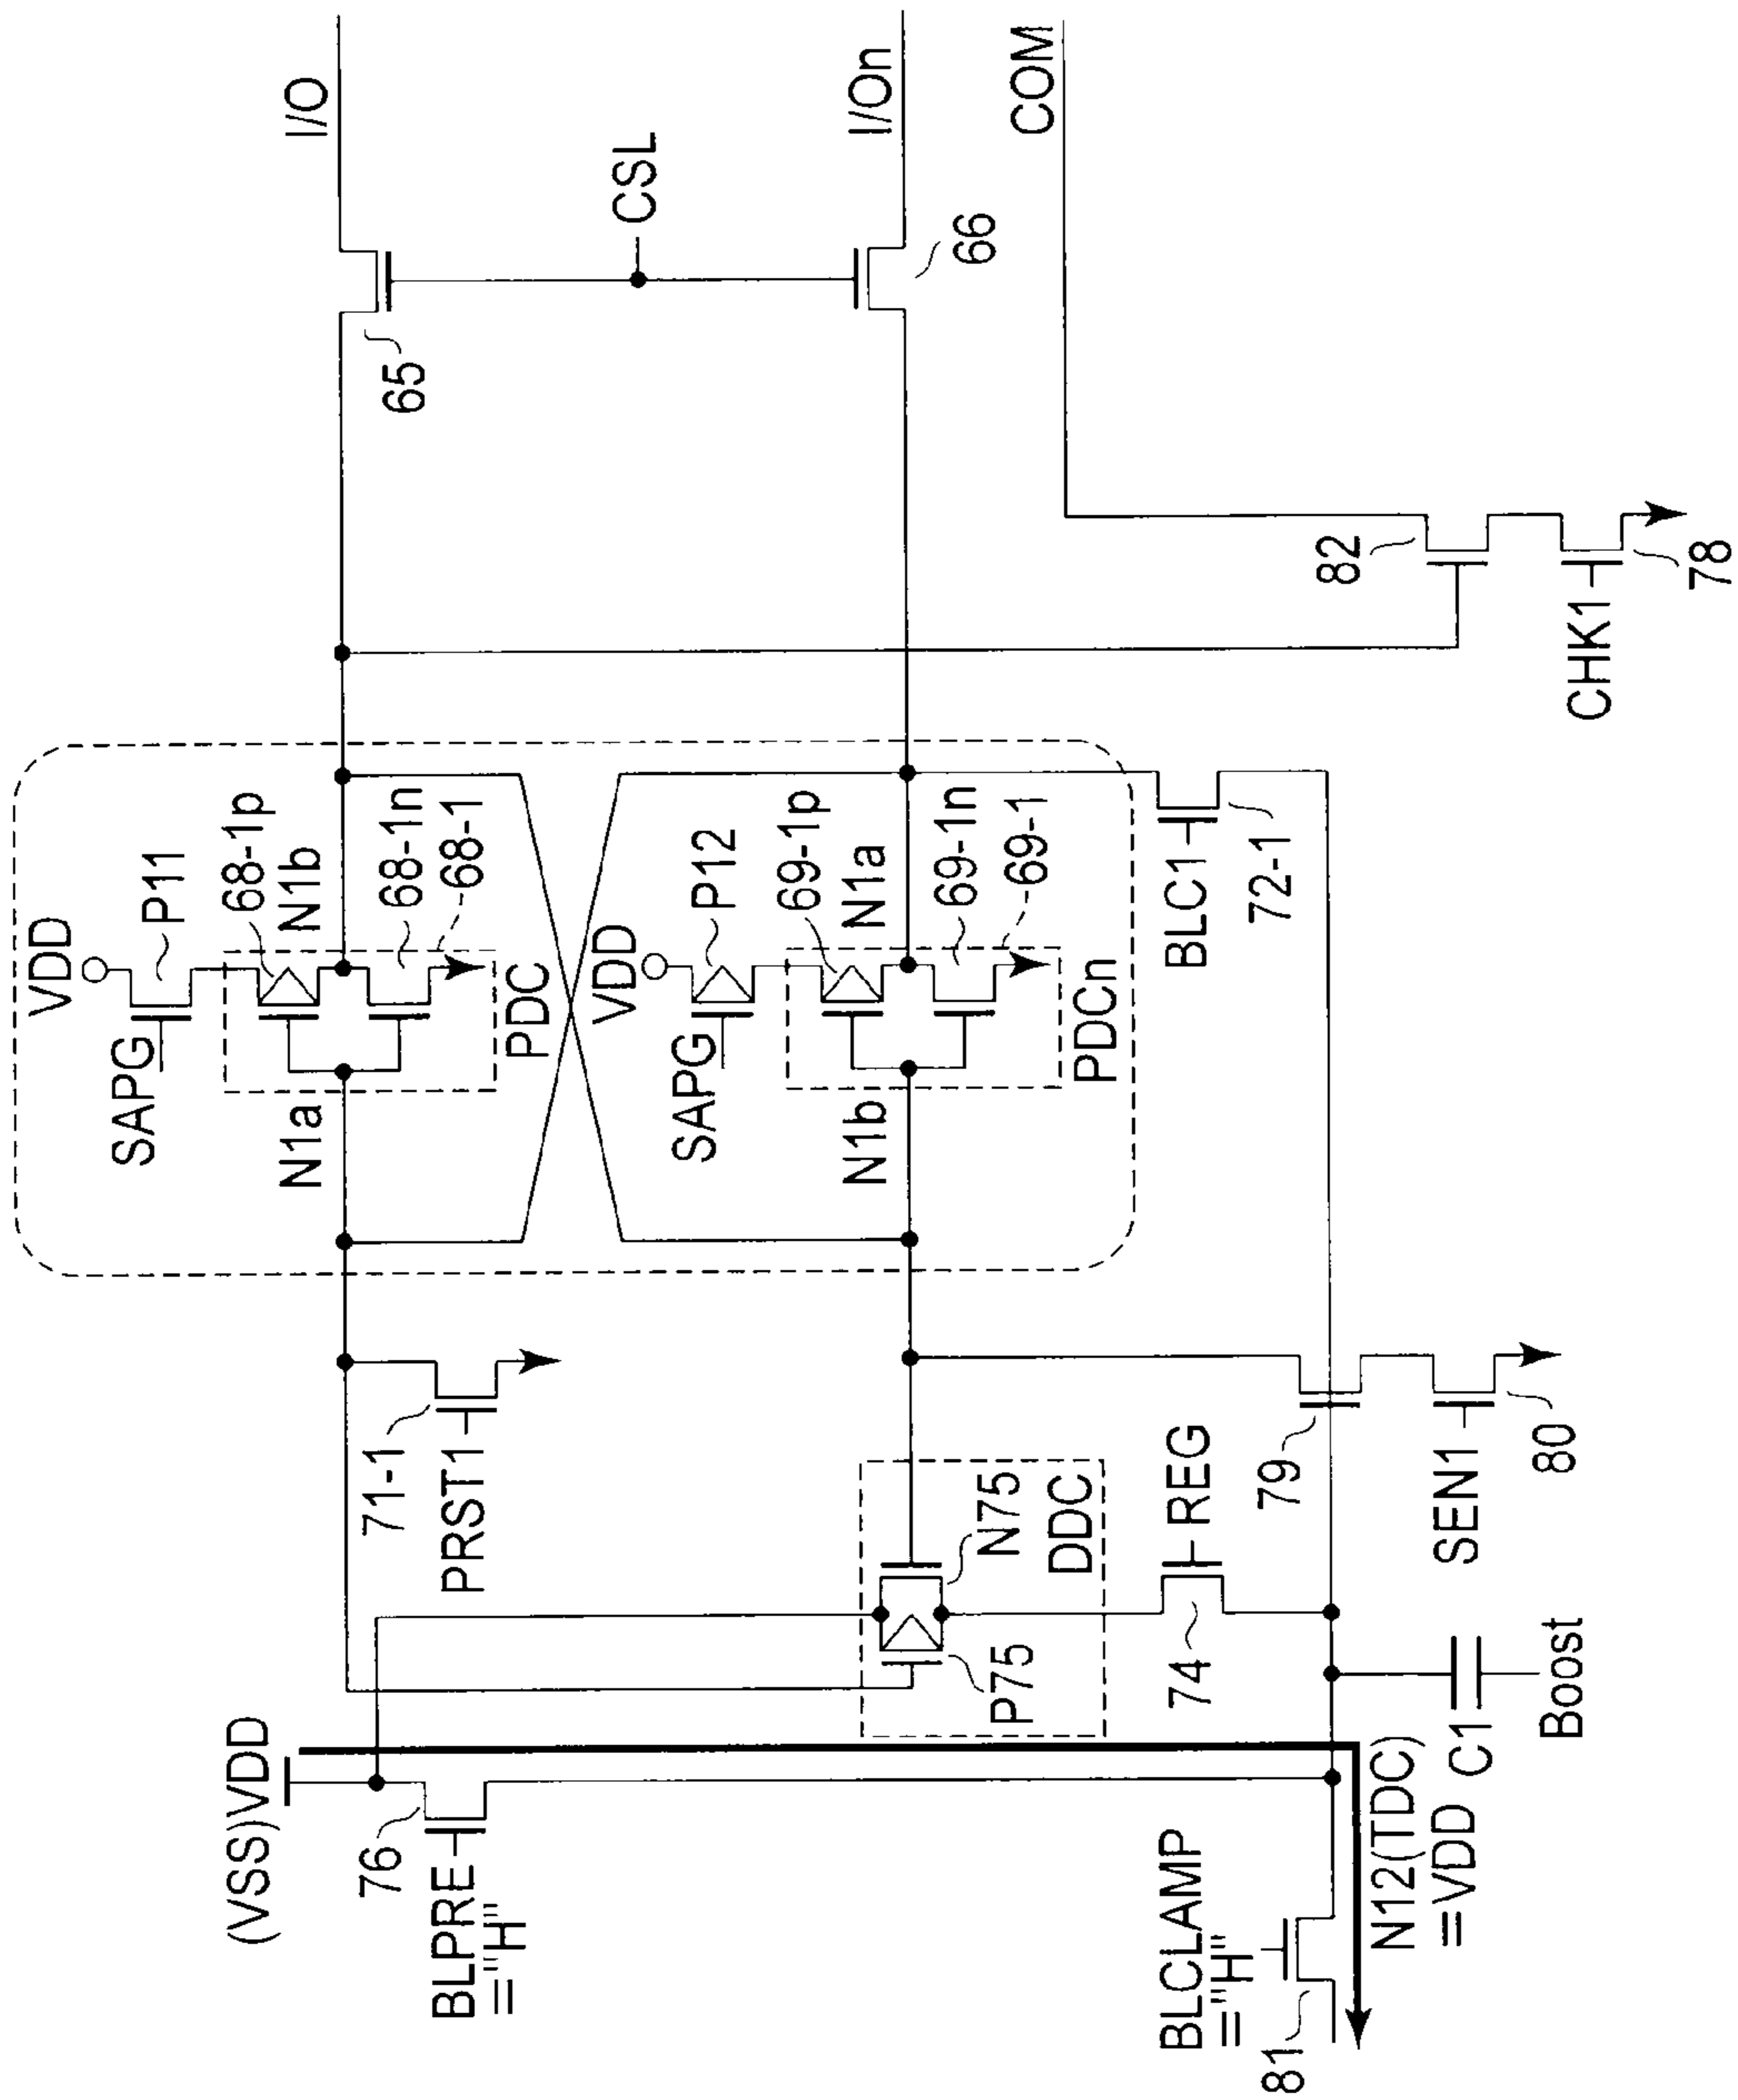 VDD
SAPG
P11
68-1p
N1b
N1a
68-1n
68-1
PDC
VDD
SAPG
P12
69-1p
N1a
N1b
69-1n
69-1
PDCn
I/O
65
CSL
I/On
66
COM
82
CHK1
78
BLC1
72-1
71-1
PRST1
N75
DDC
P75
REG
74
79
SEN1
80
(VSS)VDD
76
BLPRE
="H"
BLCLAMP
="H"
81
N12(TDC)
=VDD
C1
Boost